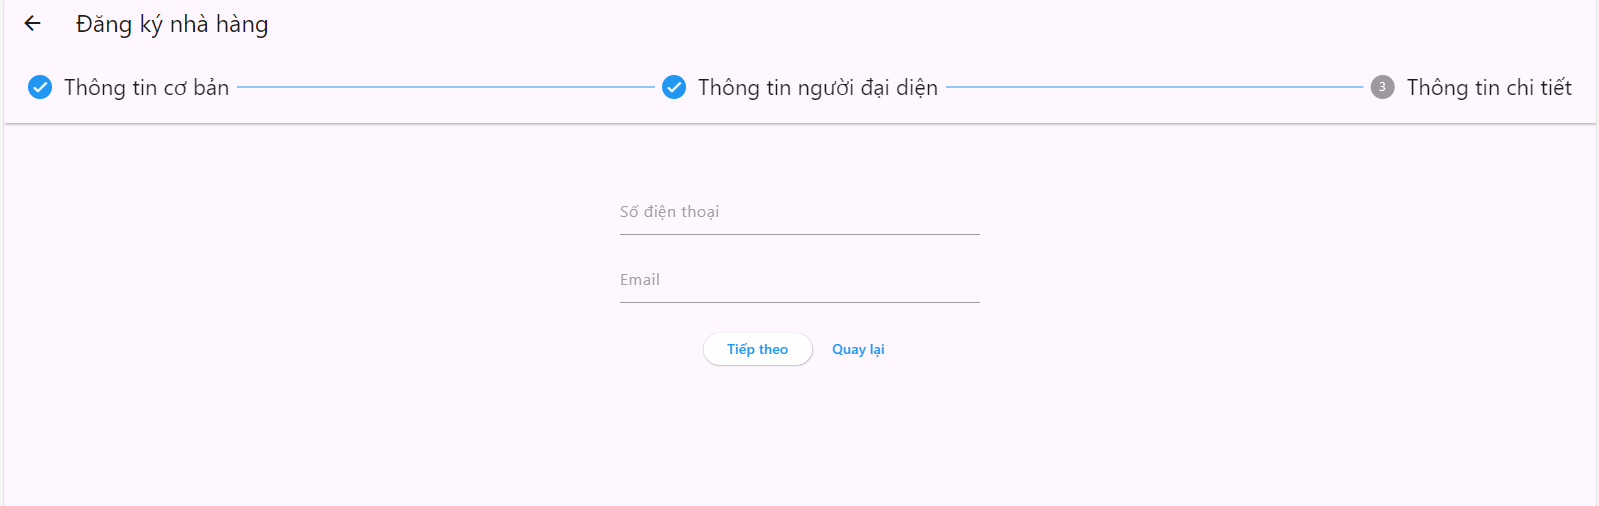 Đăng ký nhà hàng
Thông tin cơ bản
Thông tin người đại diện
3 Thông tin chi tiết
Số điện thoại
Email
Tiếp theo
Quay lại